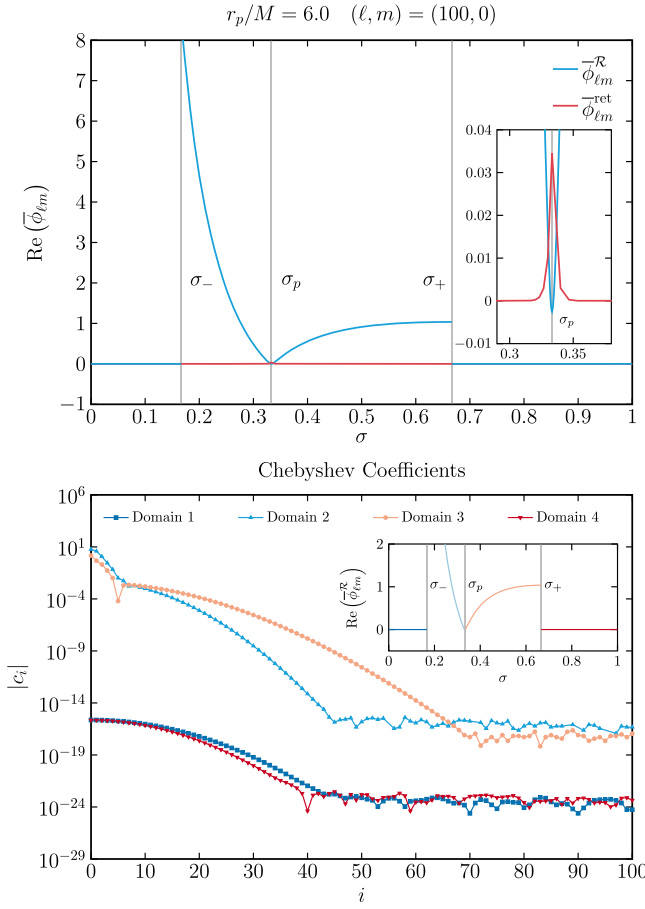 r_p/M = 6.0 (ℓ, m) = (100, 0)
8
7
6
5
4
3
2
1
0
−1
Re (ϕ̅_ℓm)
ϕ̅^ℛ_ℓm
ϕ̅^ret_ℓm
σ_−
σ_p
σ_+
0.04
0.03
0.02
0.01
0
−0.01
0.3
0.35
σ_p
0 0.1 0.2 0.3 0.4 0.5 0.6 0.7 0.8 0.9 1
σ
Chebyshev Coefficients
10^6
10^1
10^−4
10^−9
10^−14
10^−19
10^−24
10^−29
|c_i|
Domain 1 Domain 2 Domain 3 Domain 4
2
1
0
Re (ϕ̅^ℛ_ℓm)
σ_− σ_p σ_+
0 0.2 0.4 0.6 0.8 1
σ
0 10 20 30 40 50 60 70 80 90 100
i